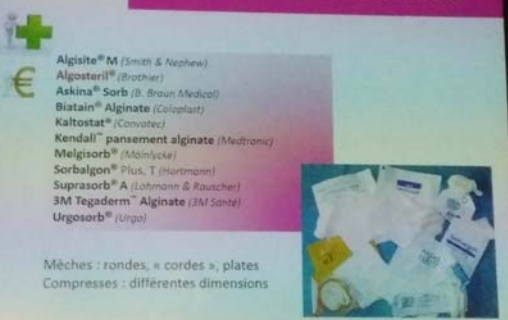 €
Algisite® M (Smith & Nephew)
Algosteril® (Brothier)
Askina® Sorb (B. Braun Medical)
Biatain® Alginate (Coloplast)
Kaltostat® (Convatec)
Kendall™ pansement alginate (Medtronic)
Melgisorb® (Mölnlycke)
Sorbalgon® Plus, T (Hartmann)
Suprasorb® A (Lohmann & Rauscher)
3M Tegaderm™ Alginate (3M Santé)
Urgosorb® (Urgo)
Mèches : rondes, « cordes », plates
Compresses : différentes dimensions